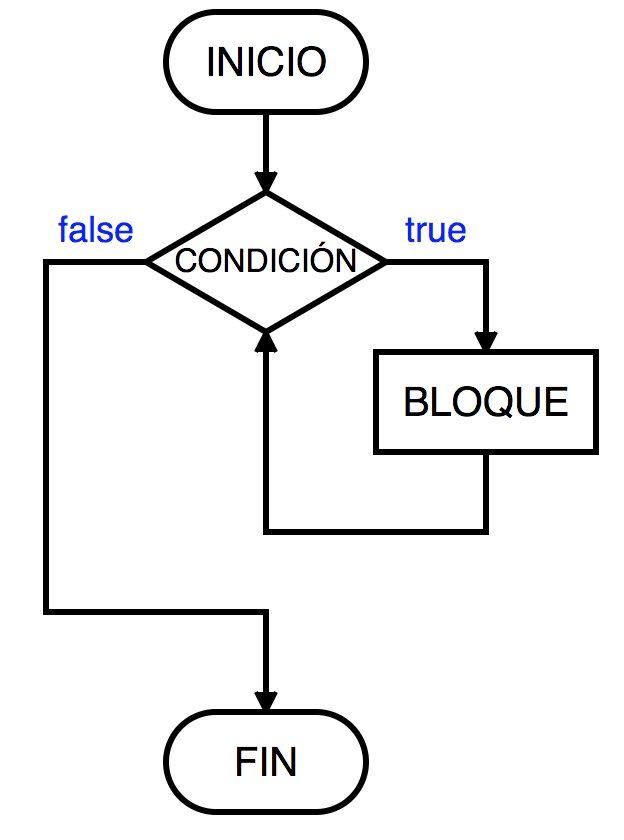 INICIO
false
true
CONDICIÓN
BLOQUE
FIN